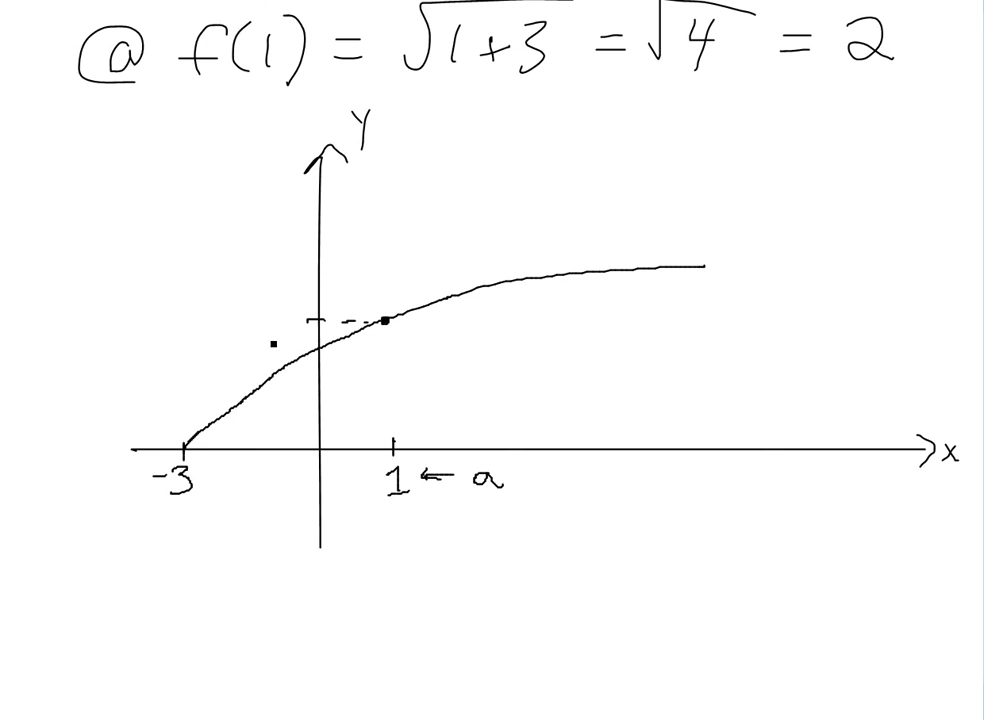 @ f(1) = √1+3 = √4 = 2
y
x
-3
1 ← a